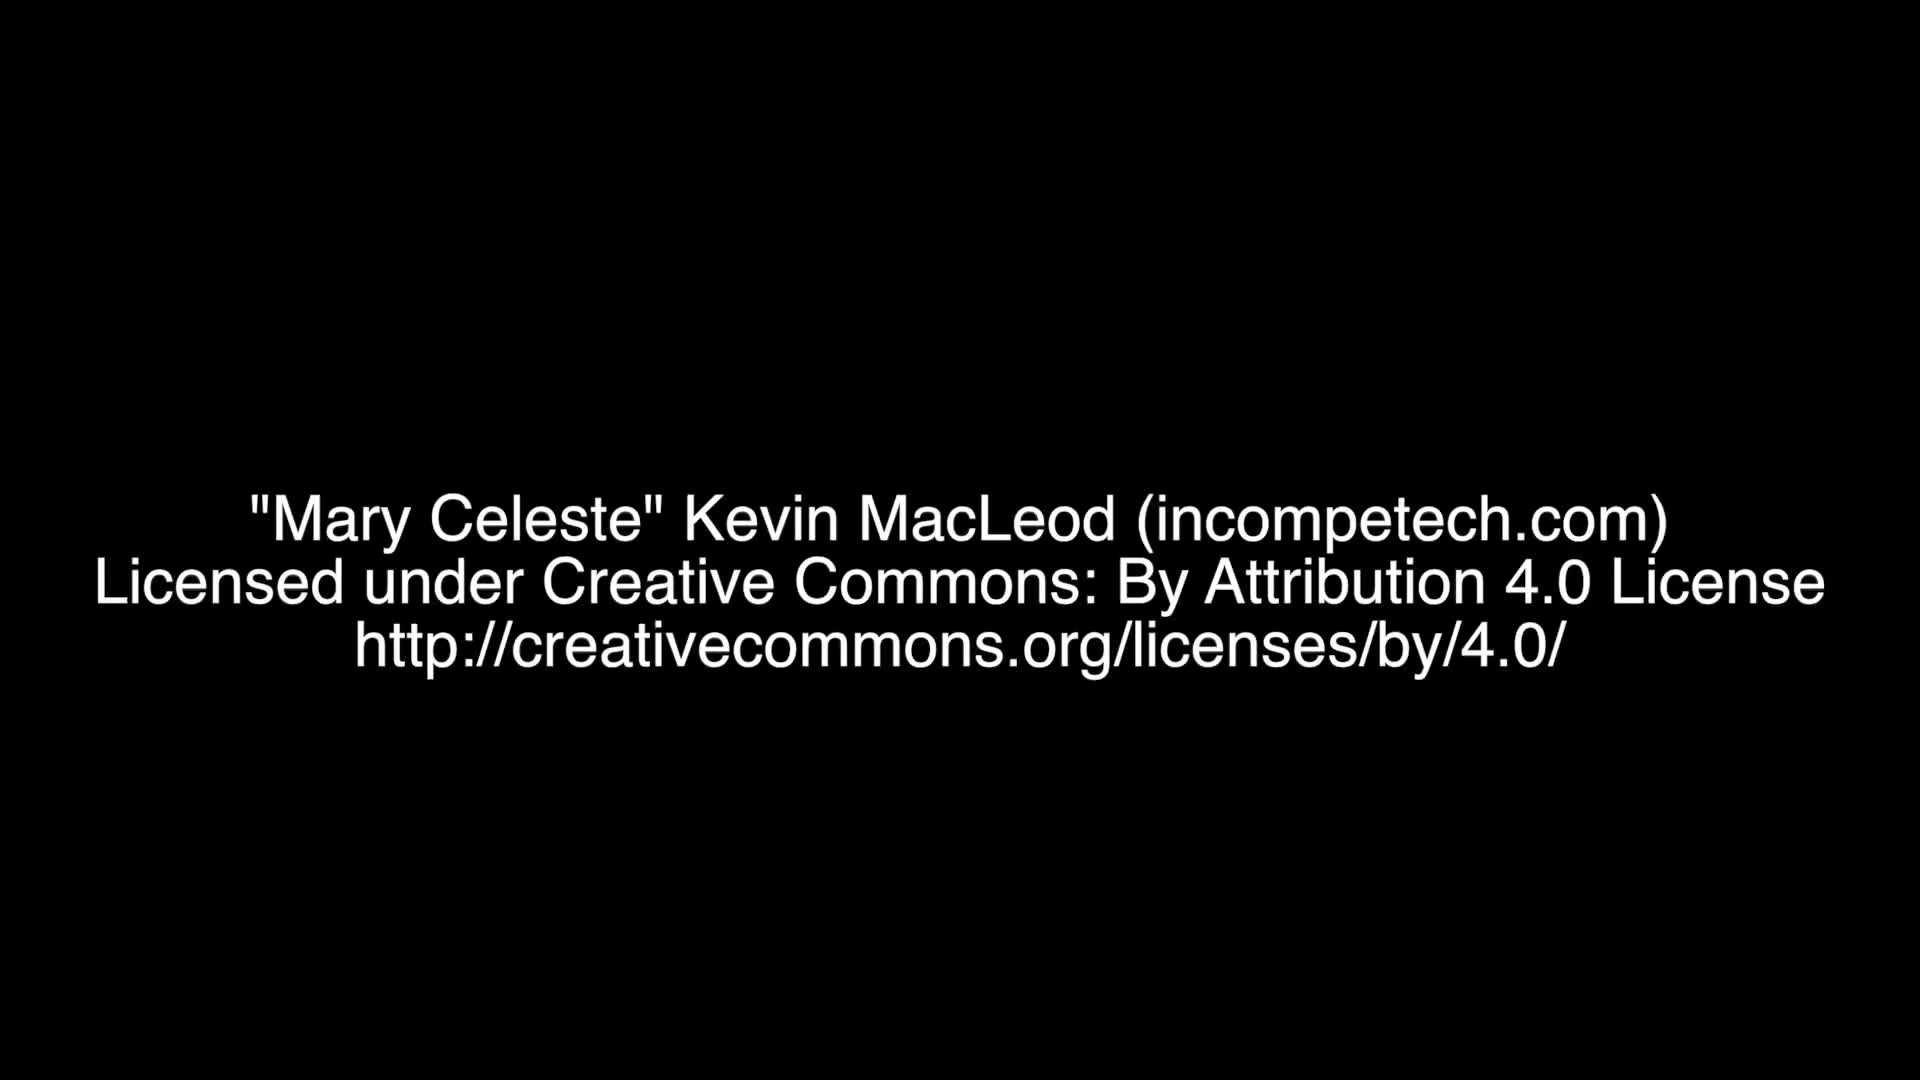 "Mary Celeste" Kevin MacLeod (incompetech.com)
Licensed under Creative Commons: By Attribution 4.0 License
http://creativecommons.org/licenses/by/4.0/